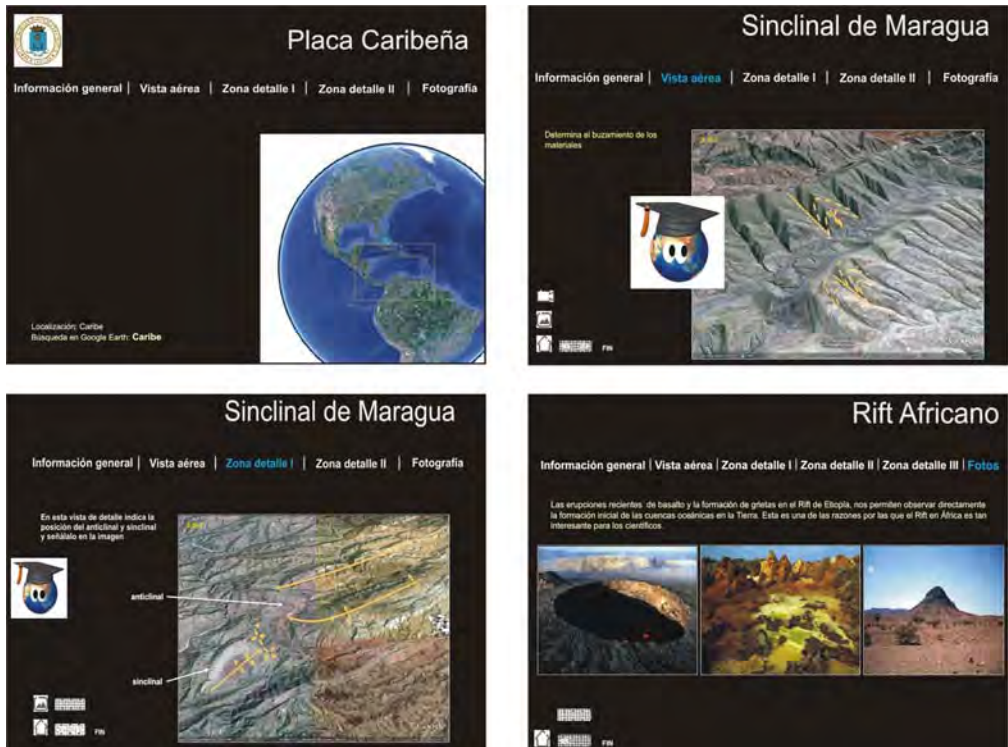 Placa Caribeña
Información general | Vista aérea | Zona detalle I | Zona detalle II | Fotografía
Localización: Caribe
Búsqueda en Google Earth: Caribe
Sinclinal de Maragua
Información general | Vista aérea | Zona detalle I | Zona detalle II | Fotografía
Determina el buzamiento de los
materiales
FIN
Sinclinal de Maragua
Información general | Vista aérea | Zona detalle I | Zona detalle II | Fotografía
En esta vista de detalle indica la
posición del anticlinal y sinclinal
y señálalo en la imagen
anticlinal
sinclinal
FIN
Rift Africano
Información general | Vista aérea | Zona detalle I | Zona detalle II | Zona detalle III | Fotos
Las erupciones recientes de basalto y la formación de grietas en el Rift de Etiopía, nos permiten observar directamente
la formación inicial de las cuencas oceánicas en la Tierra. Esta es una de las razones por las que el Rift en África es tan
interesante para los científicos.
FIN